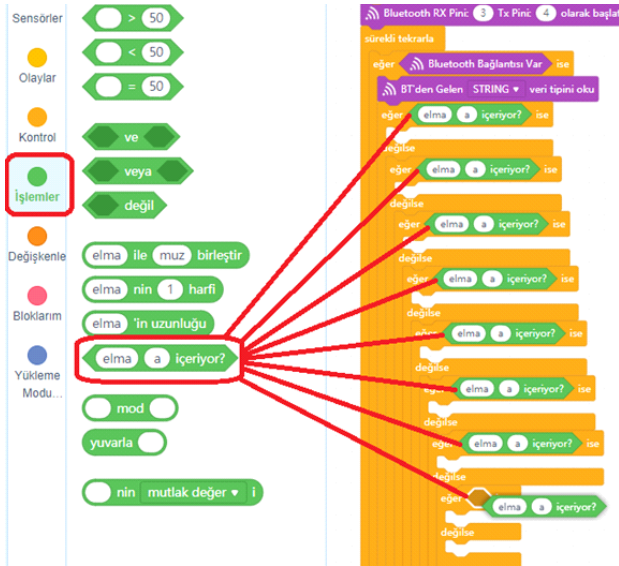 Sensörler
Olaylar
Kontrol
İşlemler
Değişkenle
Bloklarım
Yükleme
Modu...
> 50
< 50
= 50
ve
veya
değil
elma ile muz birleştir
elma nin 1 harfi
elma 'in uzunluğu
elma a içeriyor?
mod
yuvarla
nin mutlak değer ▾ i
Bluetooth RX Pini: 3 Tx Pini: 4 olarak başlat
sürekli tekrarla
eğer Bluetooth Bağlantısı Var ise
BT'den Gelen STRING ▾ veri tipini oku
eğer elma a içeriyor? ise
değilse
eğer elma a içeriyor? ise
değilse
eğer elma a içeriyor? ise
değilse
eğer elma a içeriyor? ise
değilse
eğer elma a içeriyor? ise
değilse
eğer elma a içeriyor? ise
değilse
eğer elma a içeriyor? ise
değilse
eğer
elma a içeriyor?
değilse